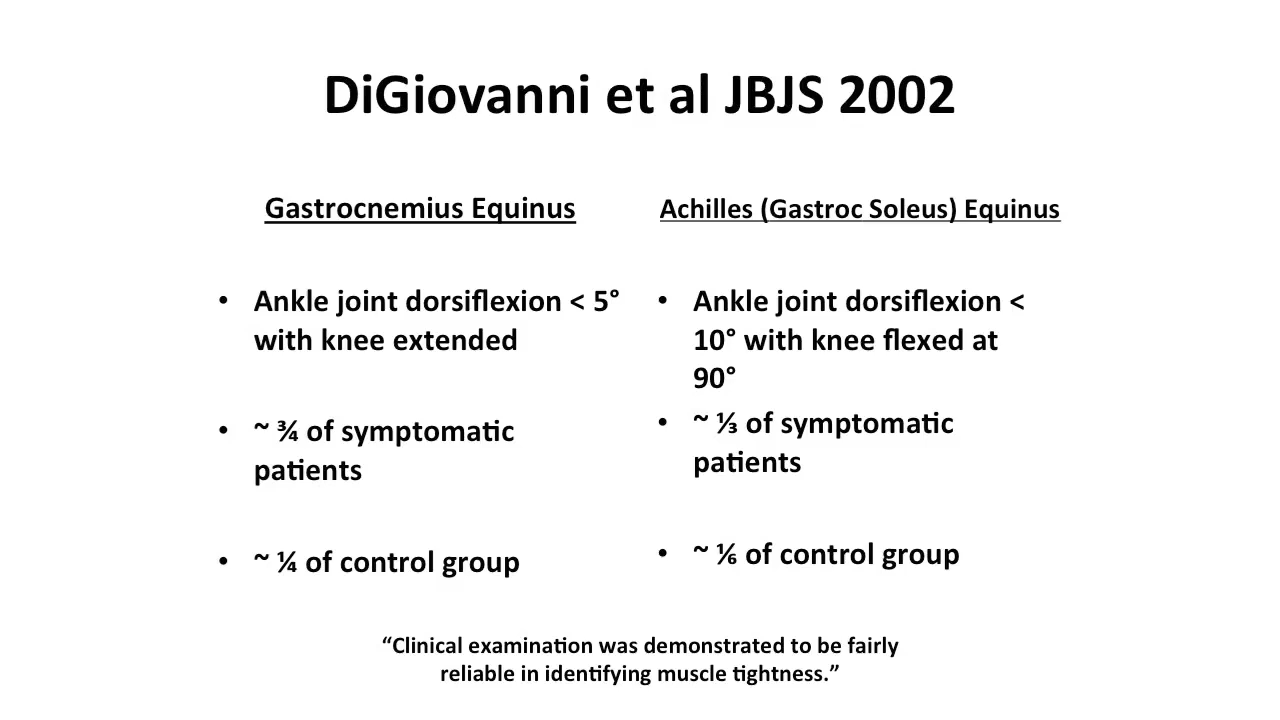 DiGiovanni et al JBJS 2002
Gastrocnemius Equinus
• Ankle joint dorsiflexion < 5°
with knee extended
• ~ ¾ of symptomatic
patients
• ~ ¼ of control group
Achilles (Gastroc Soleus) Equinus
• Ankle joint dorsiflexion <
10° with knee flexed at
90°
• ~ ⅓ of symptomatic
patients
• ~ ⅙ of control group
“Clinical examination was demonstrated to be fairly
reliable in identifying muscle tightness.”